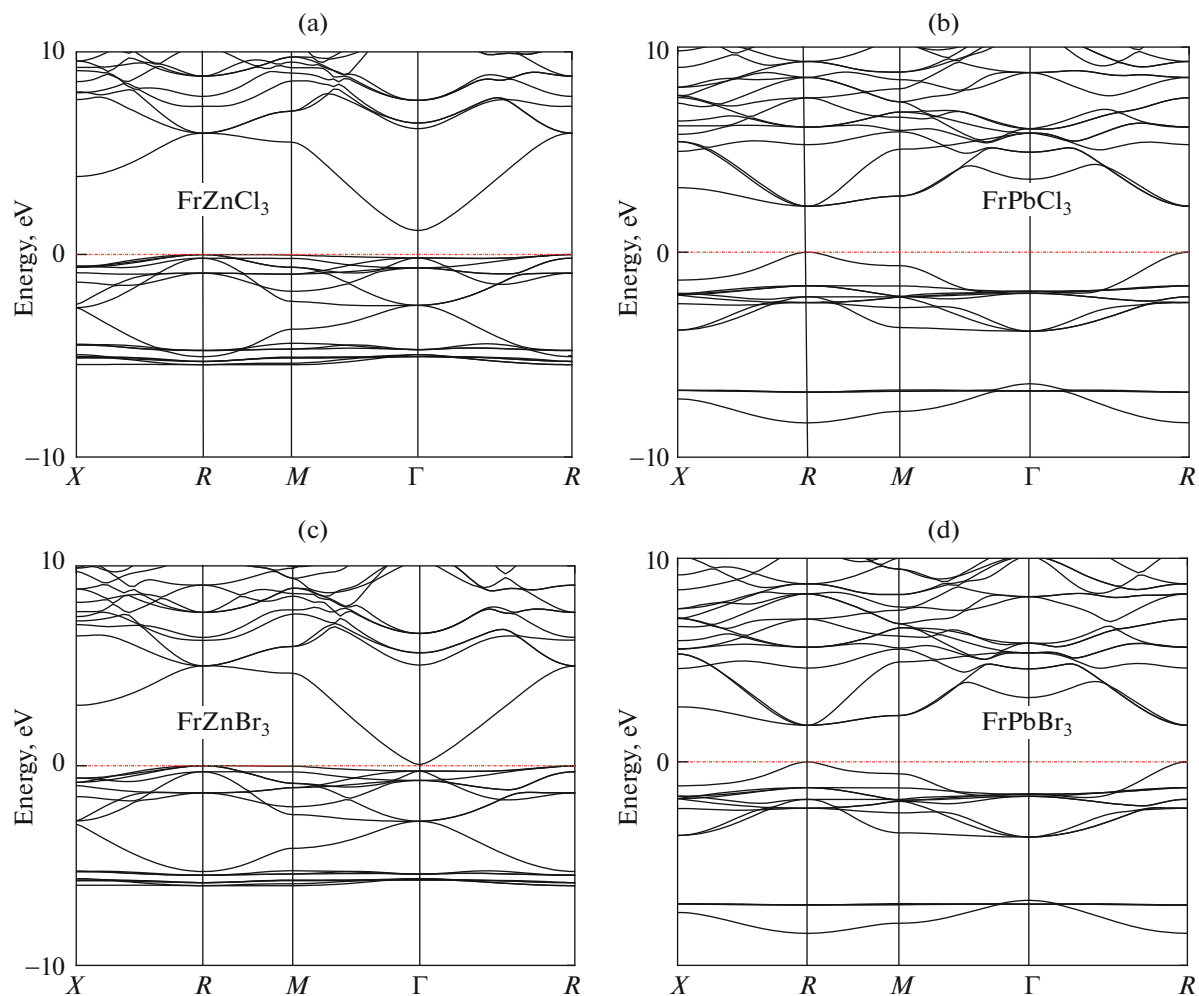 (a)
10
FrZnCl₃
0
Energy, eV
–10
X R M Γ R
(b)
10
FrPbCl₃
0
Energy, eV
–10
X R M Γ R
(c)
10
FrZnBr₃
0
Energy, eV
–10
X R M Γ R
(d)
10
FrPbBr₃
0
Energy, eV
–10
X R M Γ R